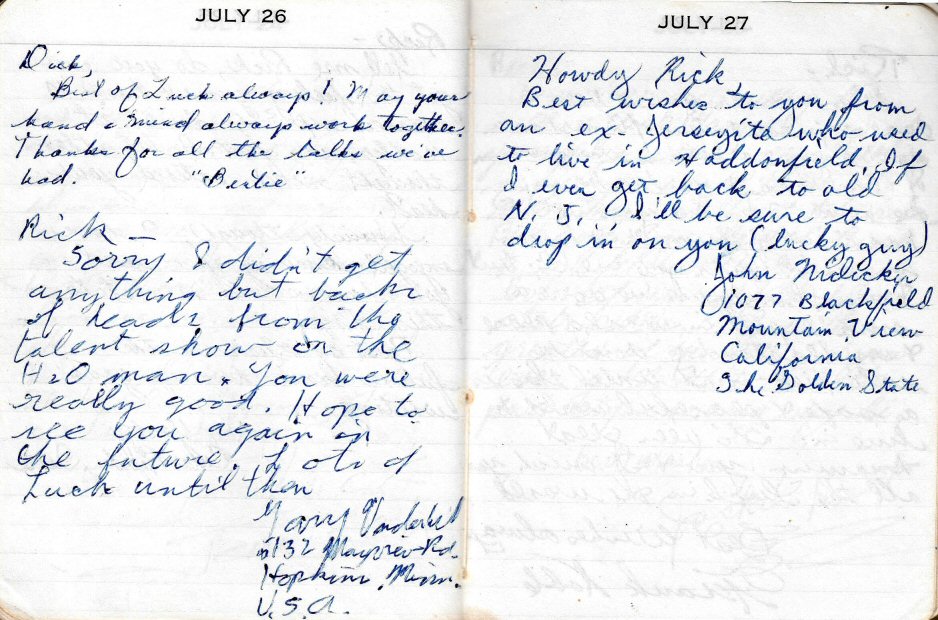 JULY 26
Dick,
Best of Luck always! May your
hand & mind always work together.
Thanks for all the talks we've
had. "Bertie"
Rick —
Sorry I didn't get
anything but backs
of heads from the
talent show or the
H2O man. You were
really good. Hope to
see you again in
the future. Lots of
Luck until then
Gary
5132 Mayview Rd.
Hopkins, Minn.
U.S.A.
JULY 27
Howdy Rick,
Best wishes to you from
an ex-Jerseyite who used
to live in Haddonfield. If
I ever get back to old
N. J. I'll be sure to
drop in on you (lucky guy)
John
1077 Blackfield
Mountain View
California
The Golden State